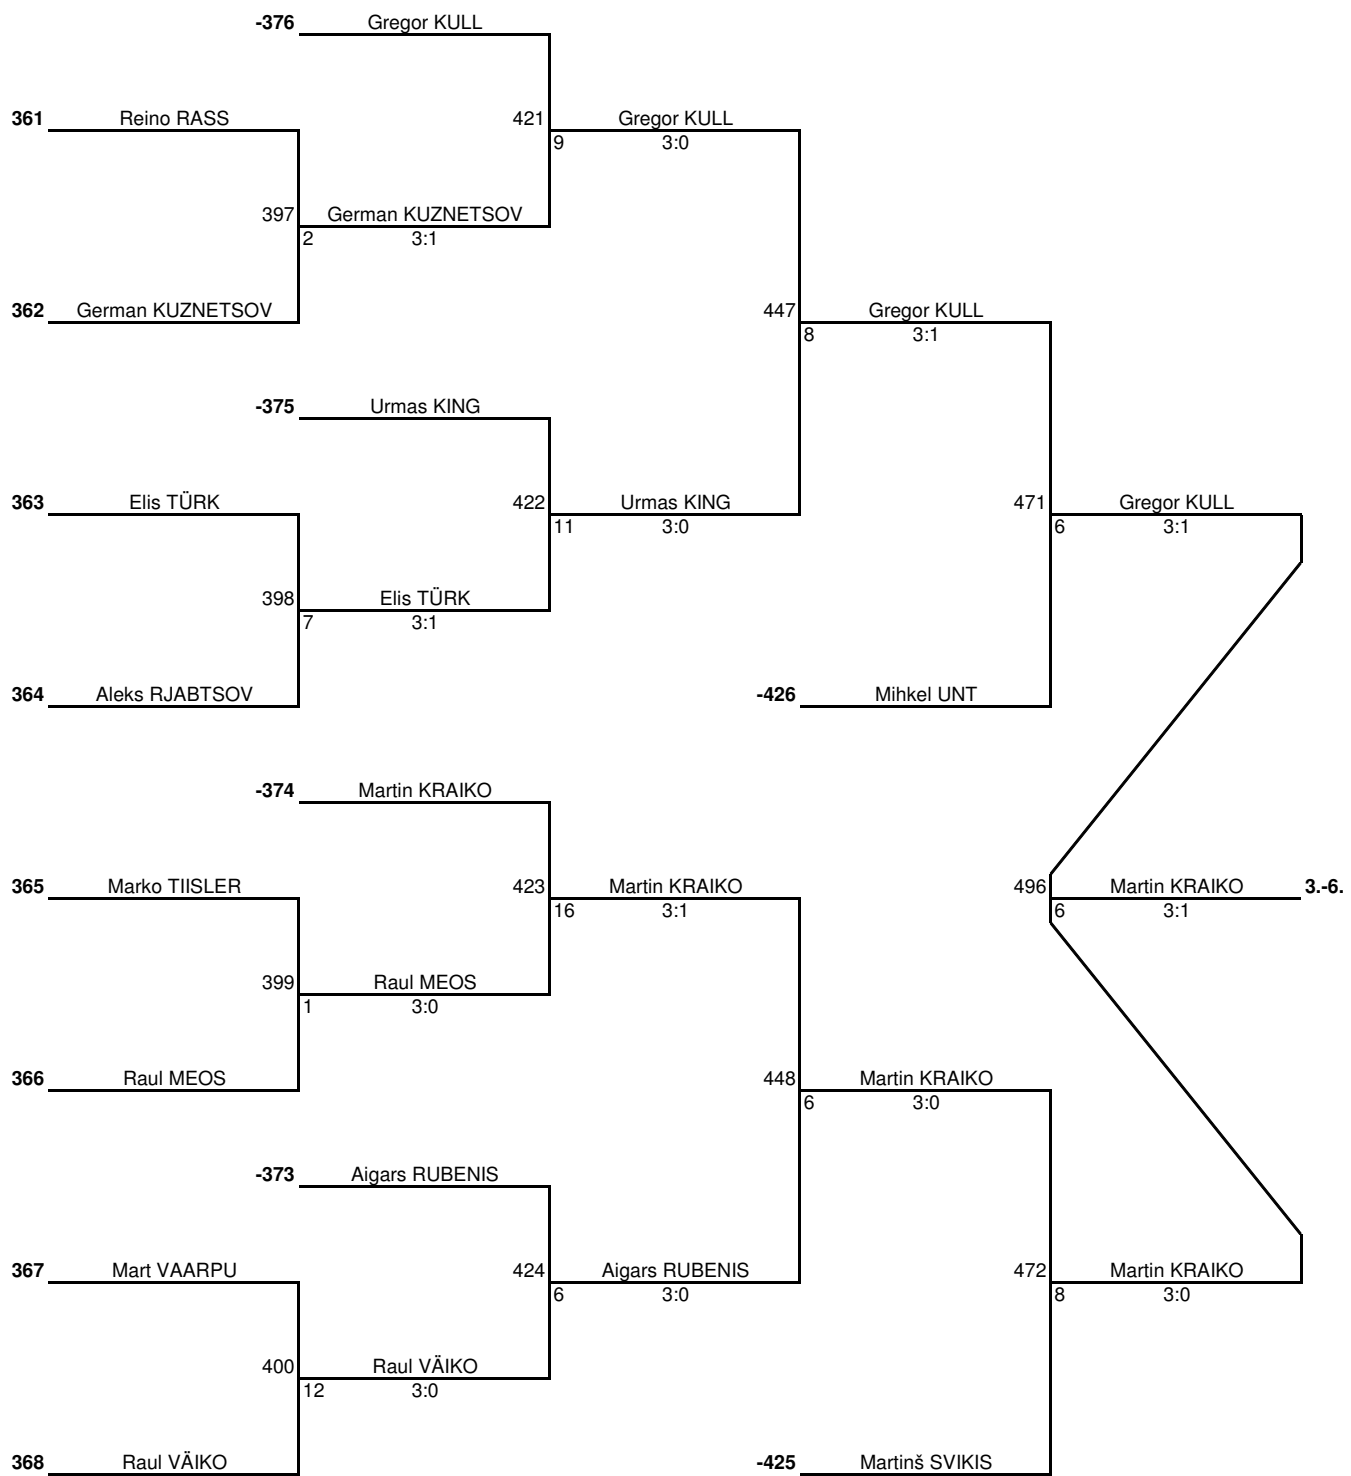 -376 Gregor KULL
361 Reino RASS 421 Gregor KULL
9 3:0
397 German KUZNETSOV
2 3:1
362 German KUZNETSOV 447 Gregor KULL
8 3:1
-375 Urmas KING
363 Elis TÜRK 422 Urmas KING 471 Gregor KULL
11 3:0 6 3:1
398 Elis TÜRK
7 3:1
364 Aleks RJABTSOV -426 Mihkel UNT
-374 Martin KRAIKO
365 Marko TIISLER 423 Martin KRAIKO 496 Martin KRAIKO 3.-6.
16 3:1 6 3:1
399 Raul MEOS
1 3:0
366 Raul MEOS 448 Martin KRAIKO
6 3:0
-373 Aigars RUBENIS
367 Mart VAARPU 424 Aigars RUBENIS 472 Martin KRAIKO
6 3:0 8 3:0
400 Raul VÄIKO
12 3:0
368 Raul VÄIKO -425 Martinš SVIKIS